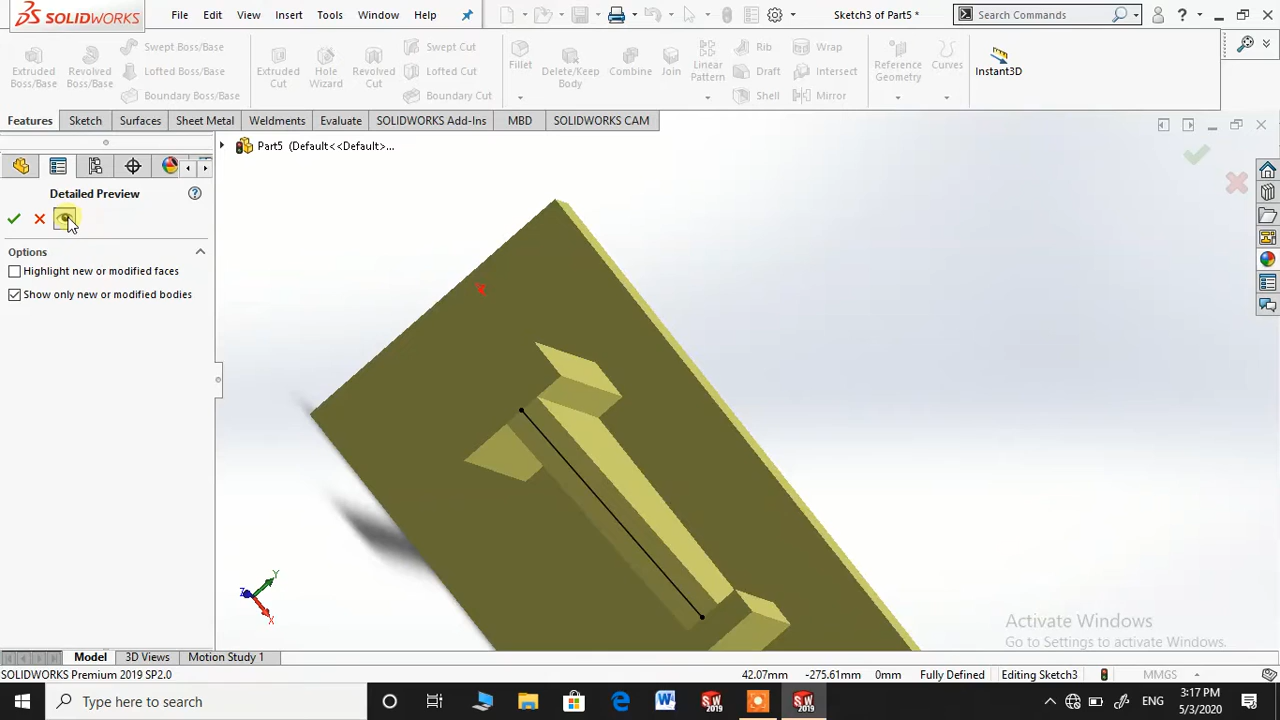 DS SOLIDWORKS
File Edit View Insert Tools Window Help
Sketch3 of Part5 *
Search Commands
Extruded Boss/Base
Revolved Boss/Base
Swept Boss/Base
Lofted Boss/Base
Boundary Boss/Base
Extruded Cut
Hole Wizard
Revolved Cut
Swept Cut
Lofted Cut
Boundary Cut
Fillet
Delete/Keep Body
Combine
Join
Linear Pattern
Rib
Draft
Shell
Wrap
Intersect
Mirror
Reference Geometry
Curves
Instant3D
Features Sketch Surfaces Sheet Metal Weldments Evaluate SOLIDWORKS Add-Ins MBD SOLIDWORKS CAM
Part5 (Default<<Default>...
Detailed Preview
Options
Highlight new or modified faces
Show only new or modified bodies
Y
Z
X
Activate Windows
Go to Settings to activate Windows.
Model 3D Views Motion Study 1
SOLIDWORKS Premium 2019 SP2.0
42.07mm -275.61mm 0mm Fully Defined Editing Sketch3 MMGS
Type here to search
SW 2019
SW 2019
ENG
3:17 PM
5/3/2020